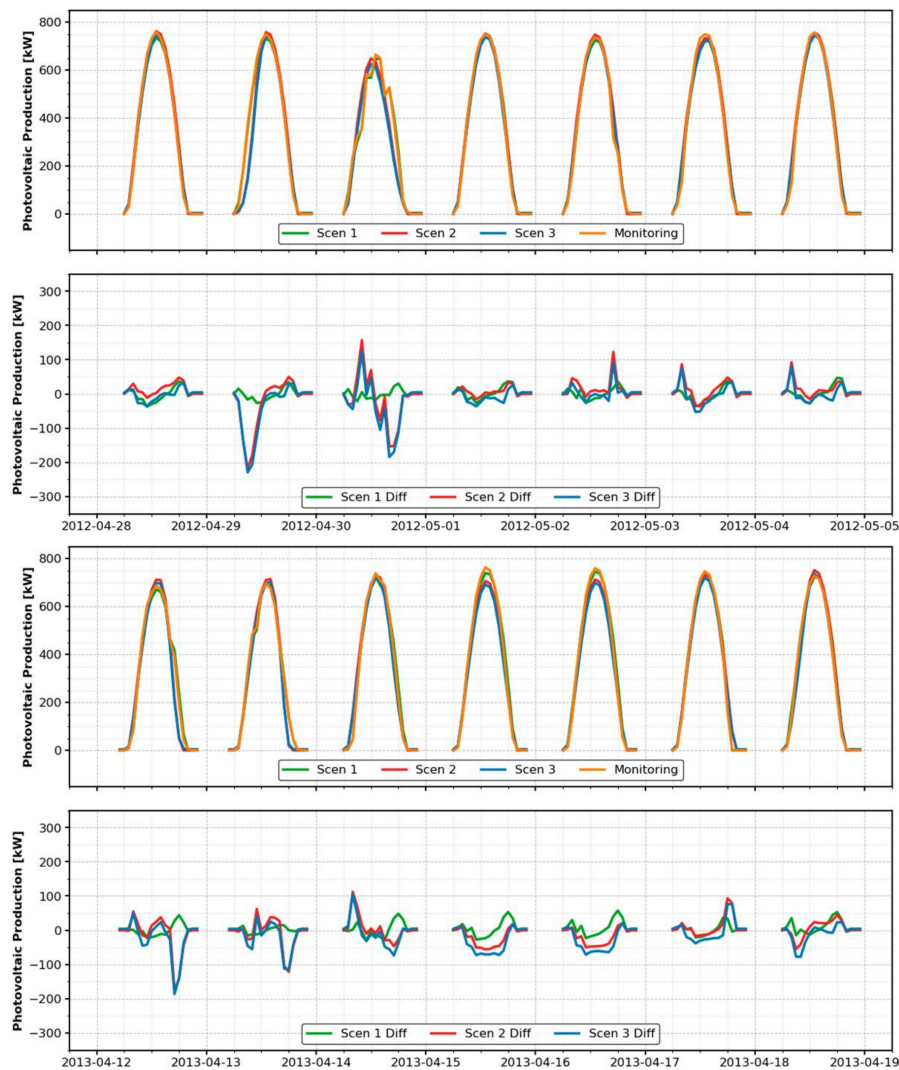 Photovoltaic Production [kW]
800
600
400
200
0
Scen 1 Scen 2 Scen 3 Monitoring
Photovoltaic Production [kW]
300
200
100
0
−100
−200
−300
Scen 1 Diff Scen 2 Diff Scen 3 Diff
2012-04-28 2012-04-29 2012-04-30 2012-05-01 2012-05-02 2012-05-03 2012-05-04 2012-05-05
Photovoltaic Production [kW]
800
600
400
200
0
Scen 1 Scen 2 Scen 3 Monitoring
Photovoltaic Production [kW]
300
200
100
0
−100
−200
−300
Scen 1 Diff Scen 2 Diff Scen 3 Diff
2013-04-12 2013-04-13 2013-04-14 2013-04-15 2013-04-16 2013-04-17 2013-04-18 2013-04-19